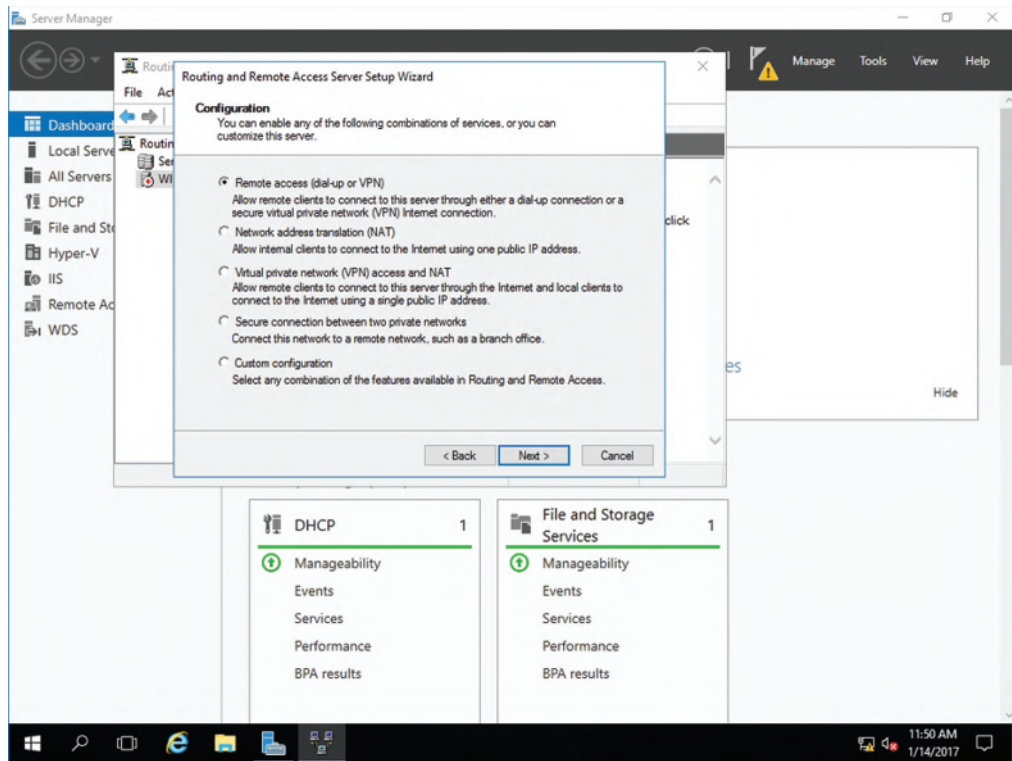 Server Manager
Manage Tools View Help
File
Routing and Remote Access Server Setup Wizard
Configuration
You can enable any of the following combinations of services, or you can
customize this server.
Remote access (dial-up or VPN)
Allow remote clients to connect to this server through either a dial-up connection or a
secure virtual private network (VPN) Internet connection.
Network address translation (NAT)
Allow internal clients to connect to the Internet using one public IP address.
Virtual private network (VPN) access and NAT
Allow remote clients to connect to this server through the Internet and local clients to
connect to the Internet using a single public IP address.
Secure connection between two private networks
Connect this network to a remote network, such as a branch office.
Custom configuration
Select any combination of the features available in Routing and Remote Access.
< Back Next > Cancel
click
es
Hide
Dashboard
Local Serve
All Servers
DHCP
File and Sto
Hyper-V
IIS
Remote Ac
WDS
DHCP 1
Manageability
Events
Services
Performance
BPA results
File and Storage
Services 1
Manageability
Events
Services
Performance
BPA results
11:50 AM
1/14/2017